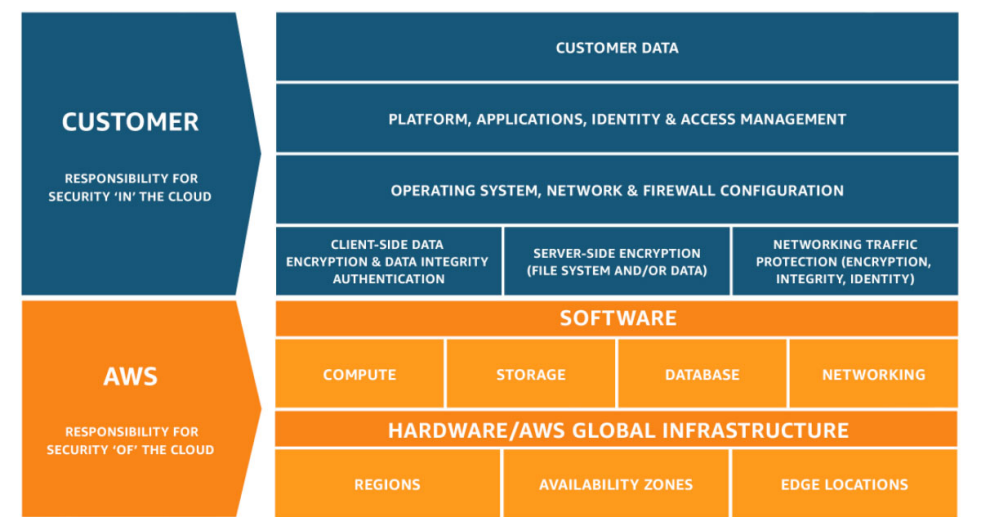 CUSTOMER
RESPONSIBILITY FOR
SECURITY ‘IN’ THE CLOUD
CUSTOMER DATA
PLATFORM, APPLICATIONS, IDENTITY & ACCESS MANAGEMENT
OPERATING SYSTEM, NETWORK & FIREWALL CONFIGURATION
CLIENT-SIDE DATA
ENCRYPTION & DATA INTEGRITY
AUTHENTICATION
SERVER-SIDE ENCRYPTION
(FILE SYSTEM AND/OR DATA)
NETWORKING TRAFFIC
PROTECTION (ENCRYPTION,
INTEGRITY, IDENTITY)
AWS
RESPONSIBILITY FOR
SECURITY ‘OF’ THE CLOUD
SOFTWARE
COMPUTE
STORAGE
DATABASE
NETWORKING
HARDWARE/AWS GLOBAL INFRASTRUCTURE
REGIONS
AVAILABILITY ZONES
EDGE LOCATIONS